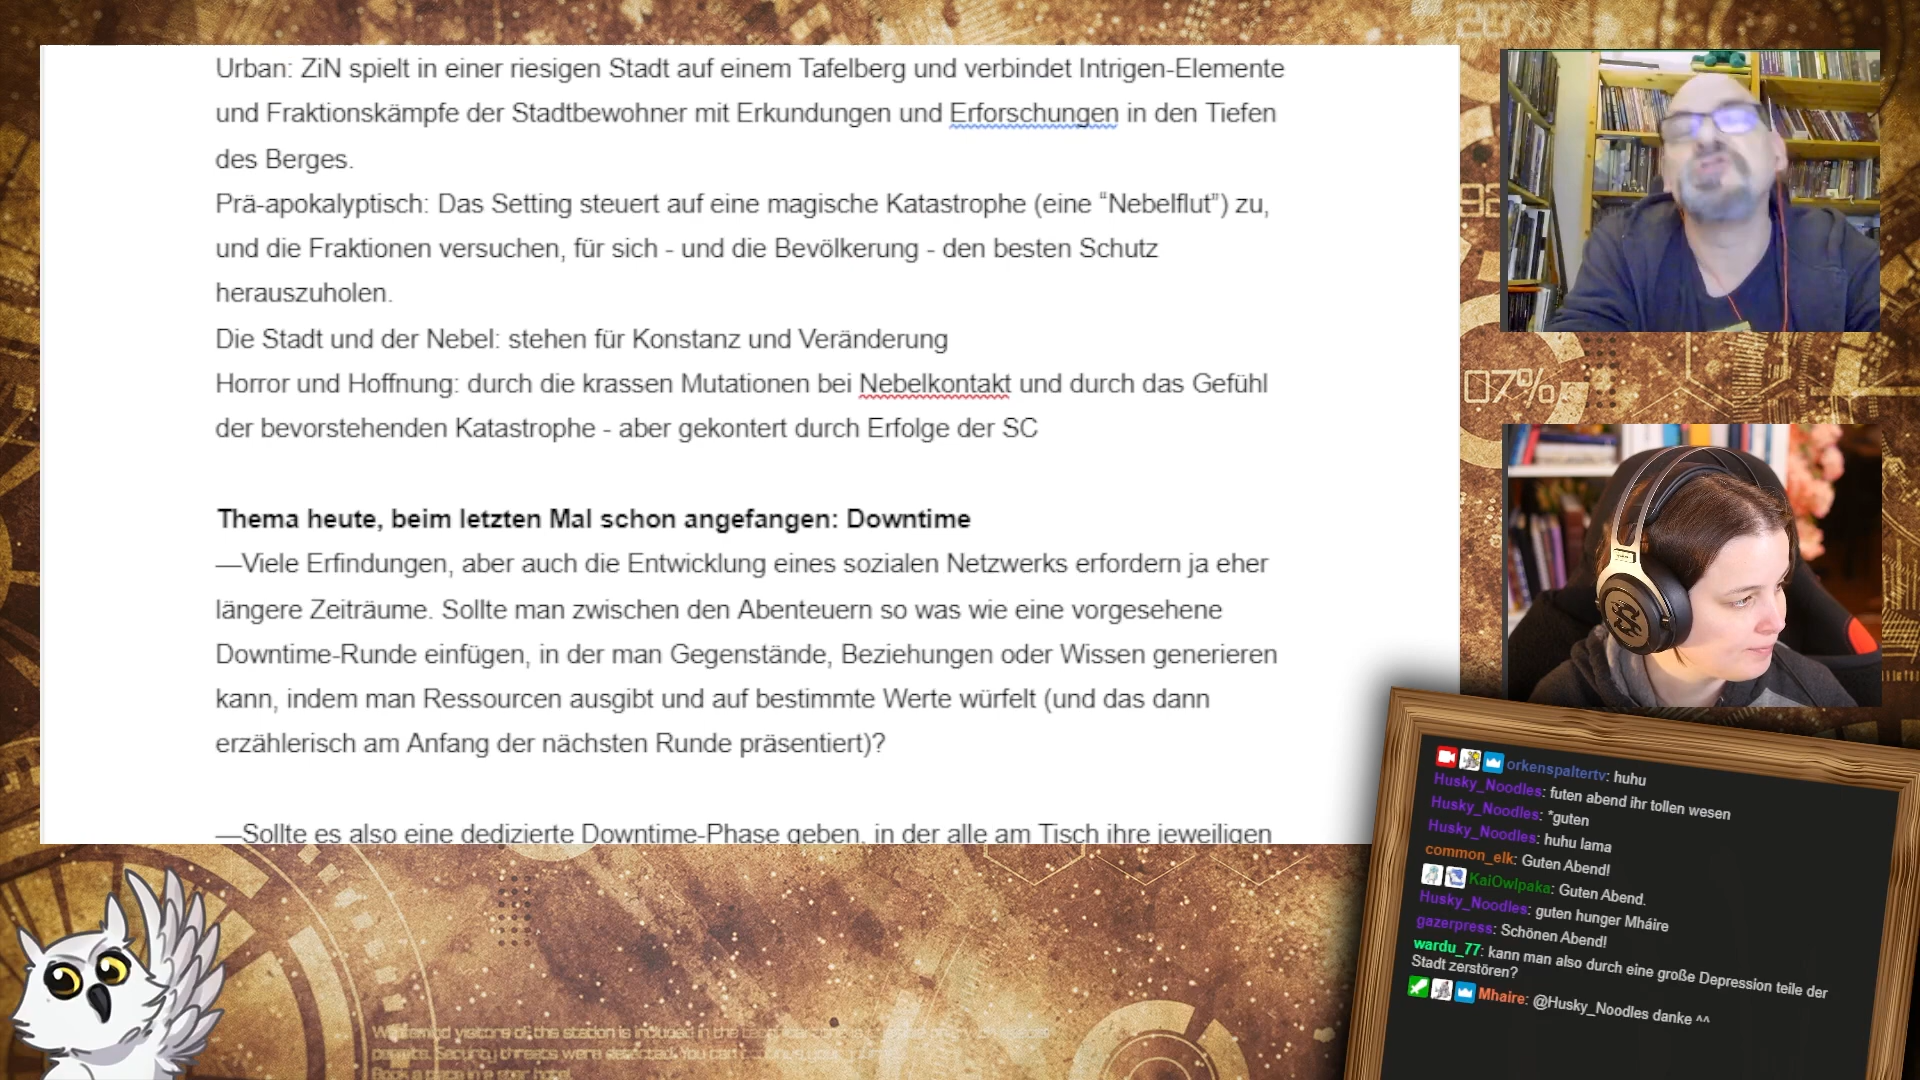 Urban: ZiN spielt in einer riesigen Stadt auf einem Tafelberg und verbindet Intrigen-Elemente
und Fraktionskämpfe der Stadtbewohner mit Erkundungen und Erforschungen in den Tiefen
des Berges.
Prä-apokalyptisch: Das Setting steuert auf eine magische Katastrophe (eine “Nebelflut”) zu,
und die Fraktionen versuchen, für sich - und die Bevölkerung - den besten Schutz
herauszuholen.
Die Stadt und der Nebel: stehen für Konstanz und Veränderung
Horror und Hoffnung: durch die krassen Mutationen bei Nebelkontakt und durch das Gefühl
der bevorstehenden Katastrophe - aber gekontert durch Erfolge der SC
Thema heute, beim letzten Mal schon angefangen: Downtime
—Viele Erfindungen, aber auch die Entwicklung eines sozialen Netzwerks erfordern ja eher
längere Zeiträume. Sollte man zwischen den Abenteuern so was wie eine vorgesehene
Downtime-Runde einfügen, in der man Gegenstände, Beziehungen oder Wissen generieren
kann, indem man Ressourcen ausgibt und auf bestimmte Werte würfelt (und das dann
erzählerisch am Anfang der nächsten Runde präsentiert)?
—Sollte es also eine dedizierte Downtime-Phase geben, in der alle am Tisch ihre jeweiligen
07%
orkenspaltertv: huhu
Husky_Noodles: futen abend ihr tollen wesen
Husky_Noodles: *guten
Husky_Noodles: huhu lama
common_elk: Guten Abend!
KaiOwlpaka: Guten Abend.
Husky_Noodles: guten hunger Mháire
gazerpress: Schönen Abend!
wardu_77: kann man also durch eine große Depression teile der
Stadt zerstören?
Mhaire: @Husky_Noodles danke ^^